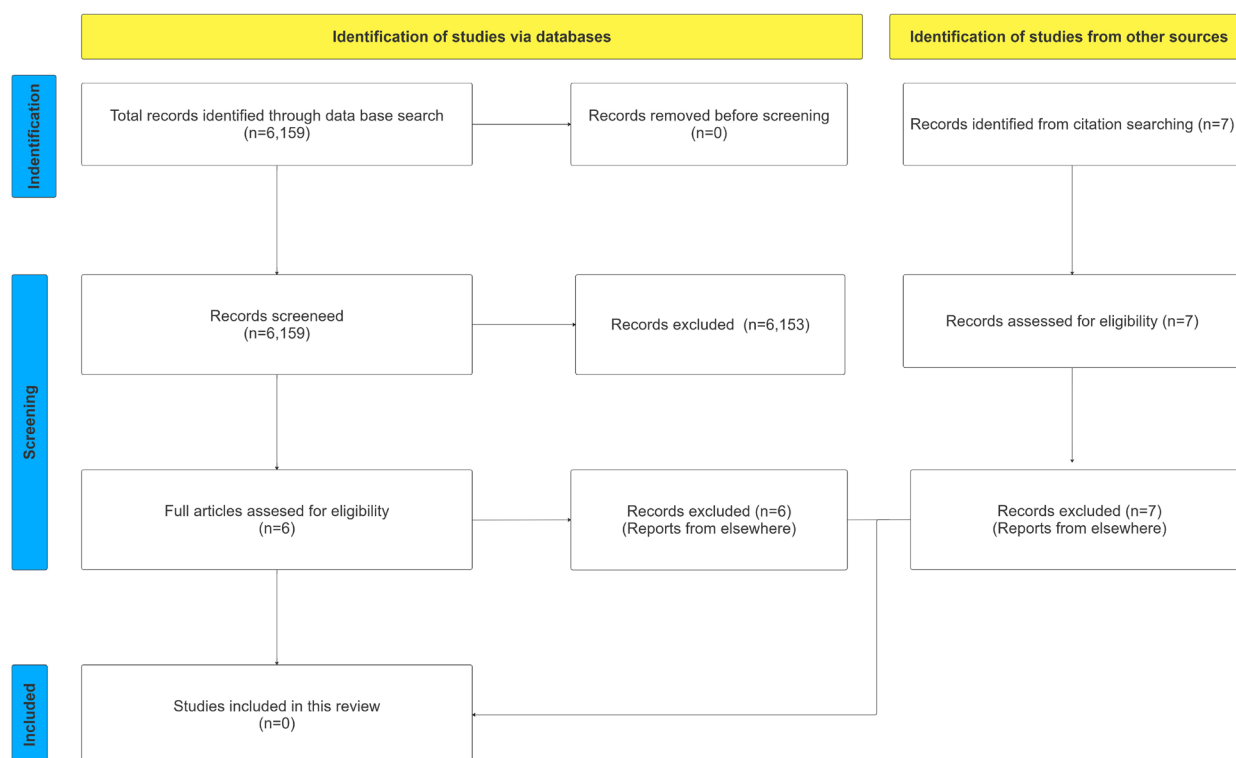 Identification of studies via databases
Identification of studies from other sources
Indentification
Total records identified through data base search
(n=6,159)
Records removed before screening
(n=0)
Records identified from citation searching (n=7)
Screening
Records screeneed
(n=6,159)
Records excluded  (n=6,153)
Records assessed for eligibility (n=7)
Full articles assesed for eligibility
(n=6)
Records excluded (n=6)
(Reports from elsewhere)
Records excluded (n=7)
(Reports from elsewhere)
Included
Studies included in this review
(n=0)